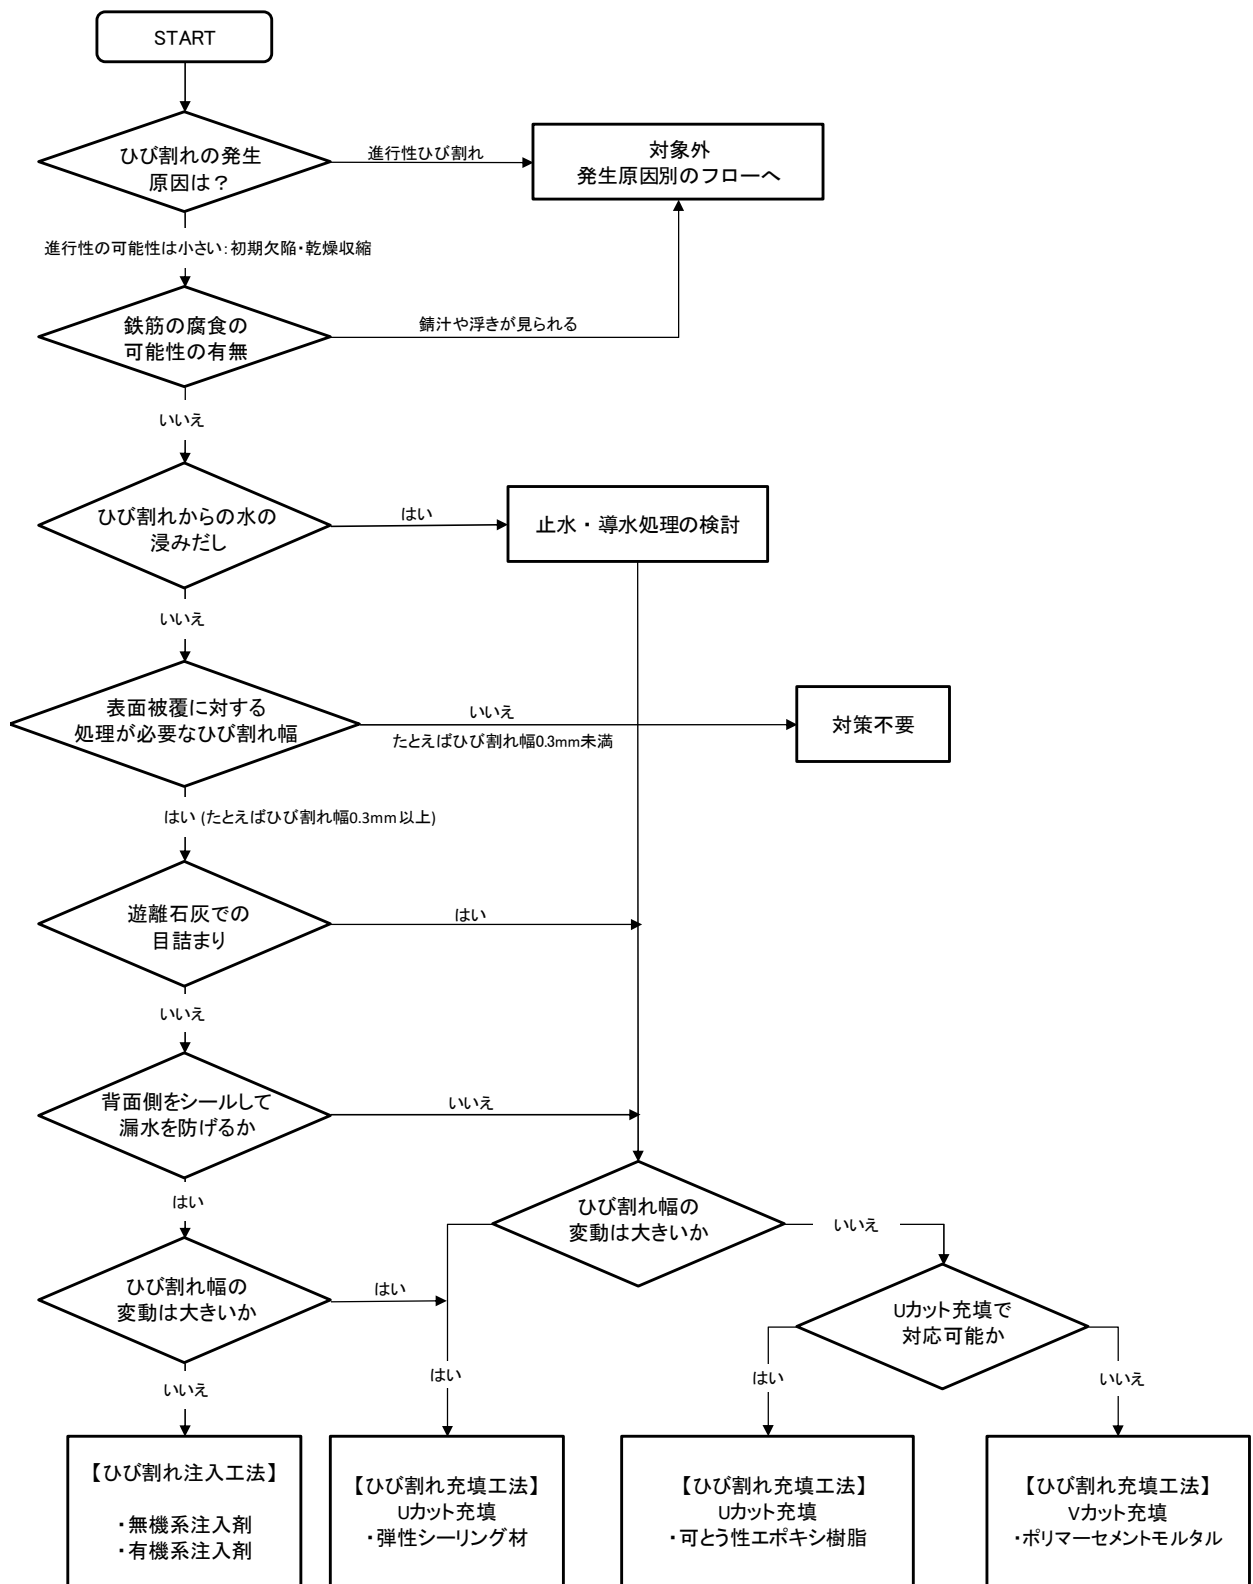 START
ひび割れの発生
原因は？
進行性ひび割れ
対象外
発生原因別のフローへ
進行性の可能性は小さい：初期欠陥・乾燥収縮
鉄筋の腐食の
可能性の有無
錆汁や浮きが見られる
いいえ
ひび割れからの水の
浸みだし
はい
止水・導水処理の検討
いいえ
表面被覆に対する
処理が必要なひび割れ幅
いいえ
たとえばひび割れ幅0.3mm未満
対策不要
はい (たとえばひび割れ幅0.3mm以上)
遊離石灰での
目詰まり
はい
いいえ
背面側をシールして
漏水を防げるか
いいえ
はい
ひび割れ幅の
変動は大きいか
いいえ
ひび割れ幅の
変動は大きいか
はい
Uカット充填で
対応可能か
いいえ
はい
はい
いいえ
【ひび割れ注入工法】
・無機系注入剤
・有機系注入剤
【ひび割れ充填工法】
Uカット充填
・弾性シーリング材
【ひび割れ充填工法】
Uカット充填
・可とう性エポキシ樹脂
【ひび割れ充填工法】
Vカット充填
・ポリマーセメントモルタル